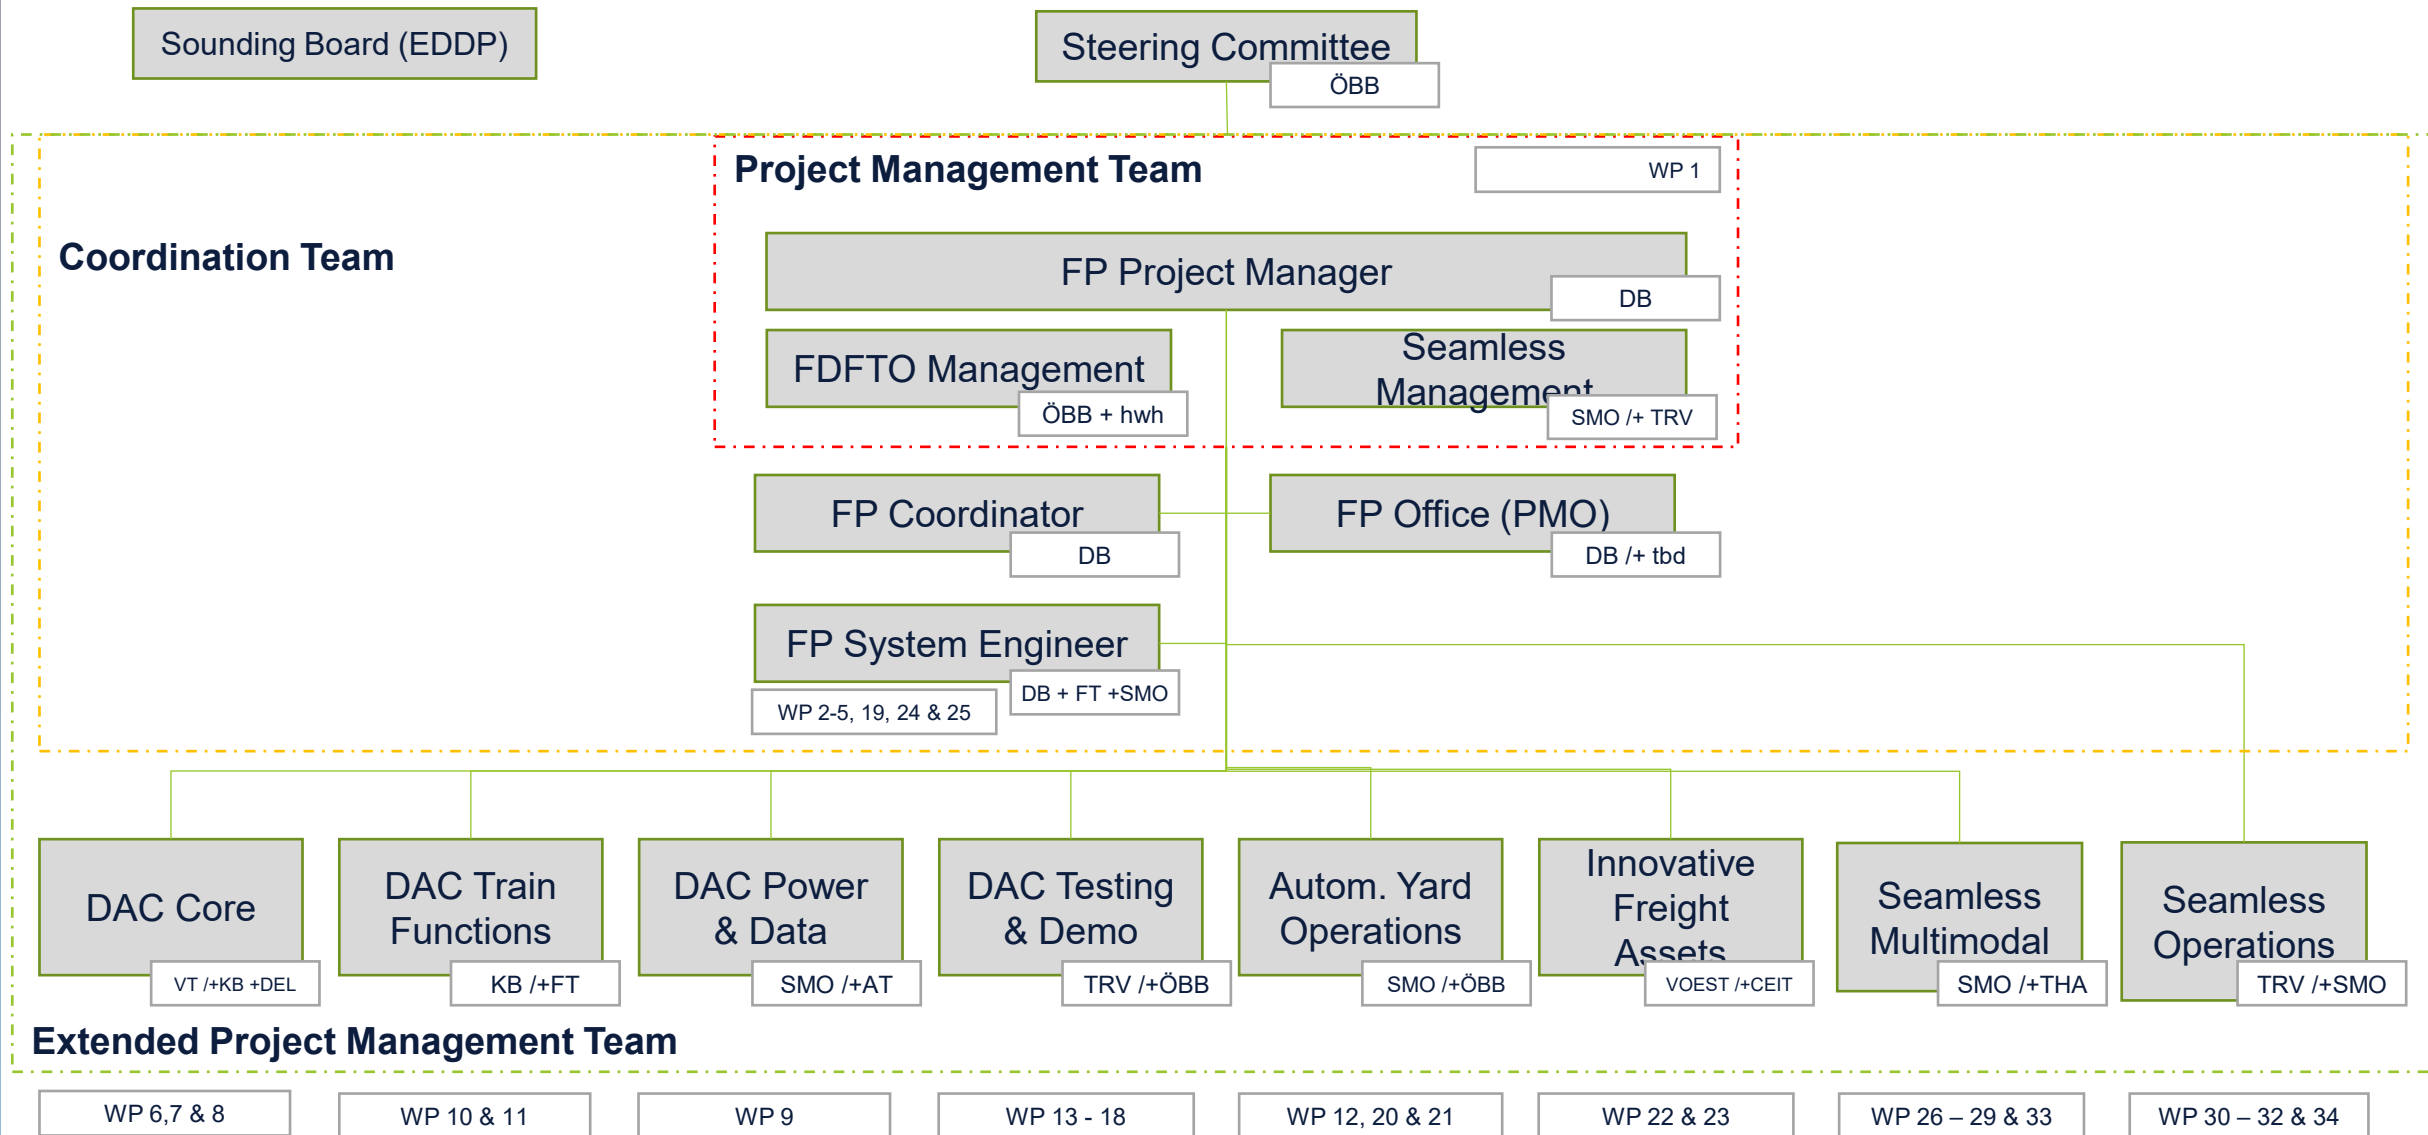 Sounding Board (EDDP)
Steering Committee
ÖBB
Project Management Team
WP 1
Coordination Team
FP Project Manager
DB
FDFTO Management
ÖBB + hwh
Seamless
Management
SMO /+ TRV
FP Coordinator
DB
FP Office (PMO)
DB /+ tbd
FP System Engineer
DB + FT +SMO
WP 2-5, 19, 24 & 25
DAC Core
VT /+KB +DEL
DAC Train
Functions
KB /+FT
DAC Power
& Data
SMO /+AT
DAC Testing
& Demo
TRV /+ÖBB
Autom. Yard
Operations
SMO /+ÖBB
Innovative
Freight
Assets
VOEST /+CEIT
Seamless
Multimodal
SMO /+THA
Seamless
Operations
TRV /+SMO
Extended Project Management Team
WP 6,7 & 8
WP 10 & 11
WP 9
WP 13 - 18
WP 12, 20 & 21
WP 22 & 23
WP 26 – 29 & 33
WP 30 – 32 & 34